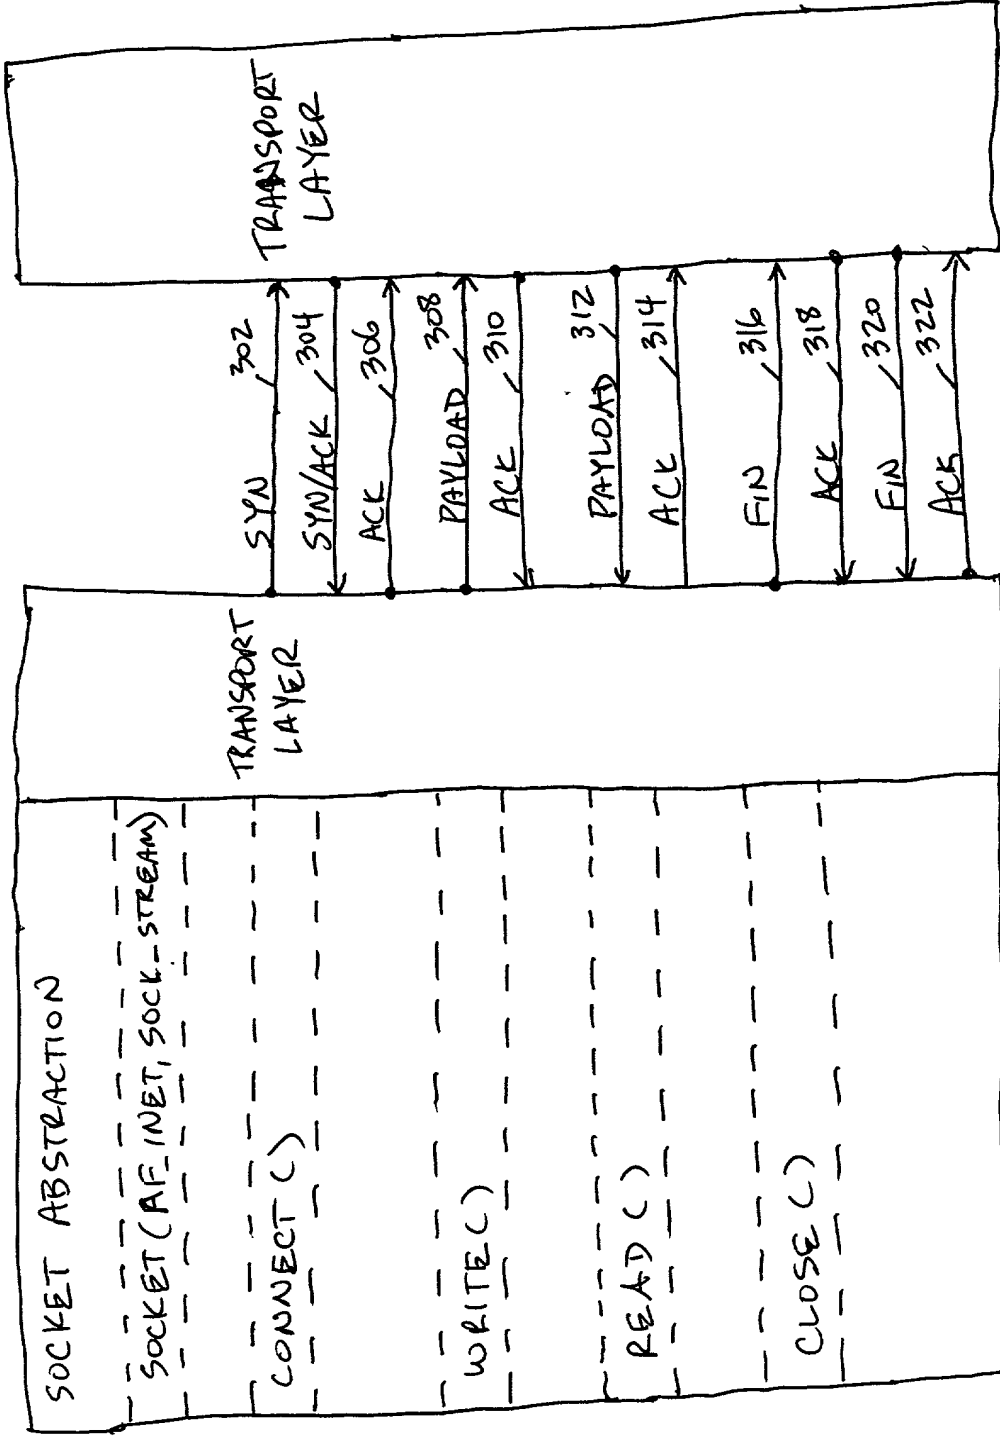 SOCKET ABSTRACTION
SOCKET(AF_INET, SOCK_STREAM)
CONNECT()
WRITE()
READ()
CLOSE()
TRANSPORT
LAYER
SYN 302
SYN/ACK 304
ACK 306
PAYLOAD 308
ACK 310
PAYLOAD 312
ACK 314
FIN 316
ACK 318
FIN 320
ACK 322
TRANSPORT
LAYER